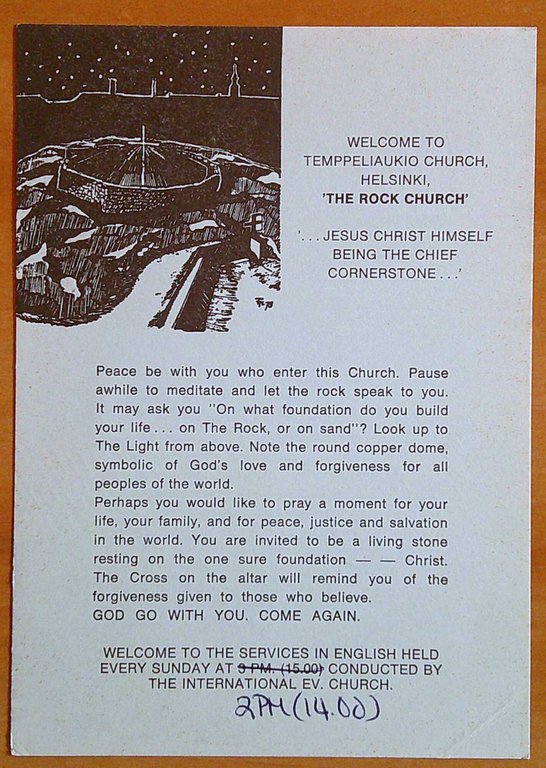 WELCOME TO
TEMPPELIAUKIO CHURCH,
HELSINKI,
'THE ROCK CHURCH'
'...JESUS CHRIST HIMSELF
BEING THE CHIEF
CORNERSTONE...'
Peace be with you who enter this Church. Pause
awhile to meditate and let the rock speak to you.
It may ask you "On what foundation do you build
your life... on The Rock, or on sand"? Look up to
The Light from above. Note the round copper dome,
symbolic of God's love and forgiveness for all
peoples of the world.
Perhaps you would like to pray a moment for your
life, your family, and for peace, justice and salvation
in the world. You are invited to be a living stone
resting on the one sure foundation — — Christ.
The Cross on the altar will remind you of the
forgiveness given to those who believe.
GOD GO WITH YOU. COME AGAIN.
WELCOME TO THE SERVICES IN ENGLISH HELD
EVERY SUNDAY AT 3 PM. (15.00) CONDUCTED BY
THE INTERNATIONAL EV. CHURCH.
2PM (14.00)